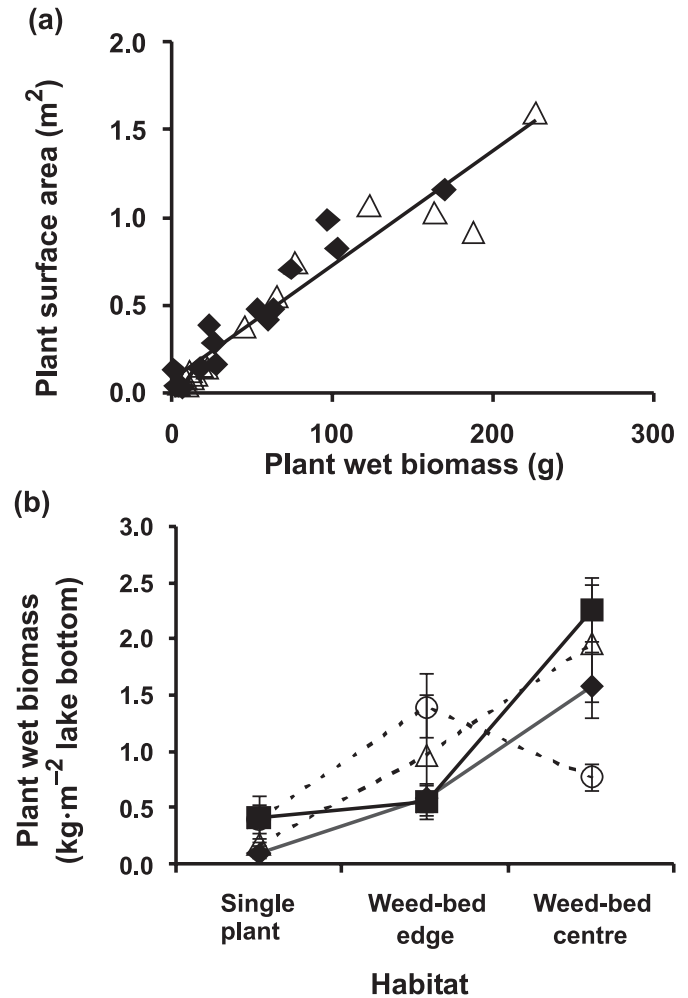 (a)
Plant surface area (m²)
2.0
1.5
1.0
0.5
0.0
0
100
200
300
Plant wet biomass (g)
(b)
Plant wet biomass
(kg·m⁻² lake bottom)
3.0
2.5
2.0
1.5
1.0
0.5
0.0
Single
plant
Weed-bed
edge
Weed-bed
centre
Habitat